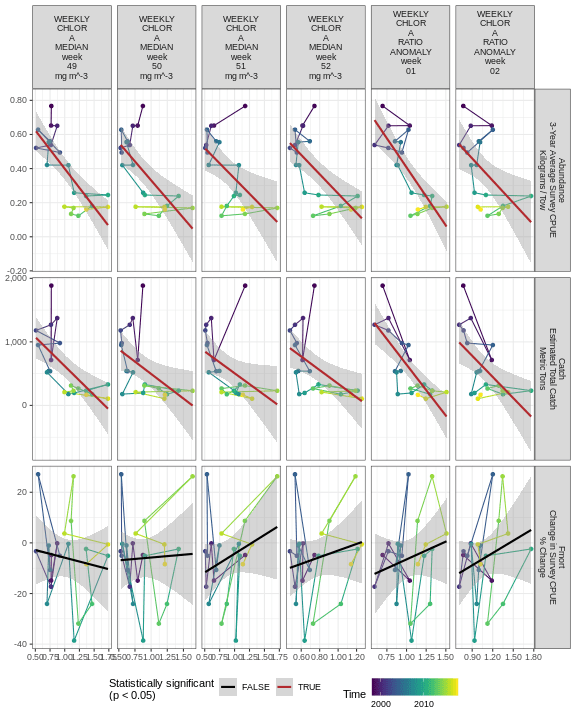 WEEKLY CHLOR A MEDIAN week 49 mg m^-3
WEEKLY CHLOR A MEDIAN week 50 mg m^-3
WEEKLY CHLOR A MEDIAN week 51 mg m^-3
WEEKLY CHLOR A MEDIAN week 52 mg m^-3
WEEKLY CHLOR A RATIO ANOMALY week 01
WEEKLY CHLOR A RATIO ANOMALY week 02
0.80
0.60
0.40
0.20
0.00
-0.20
Abundance
3-Year Average Survey CPUE
Kilograms / Tow
2,000
1,000
0
Catch
Estimated Total Catch
Metric Tons
20
0
-20
-40
Fmort
Change in Survey CPUE
% Change
0.50 0.75 1.00 1.25 1.50 1.75
0.50 1.00 1.50
0.50 0.75 1.00 1.25 1.50 1.75
0.60 0.80 1.00 1.20
0.75 1.00 1.25 1.50
0.90 1.20 1.50 1.80
Statistically significant
(p < 0.05)
FALSE
TRUE
Time
2000
2010